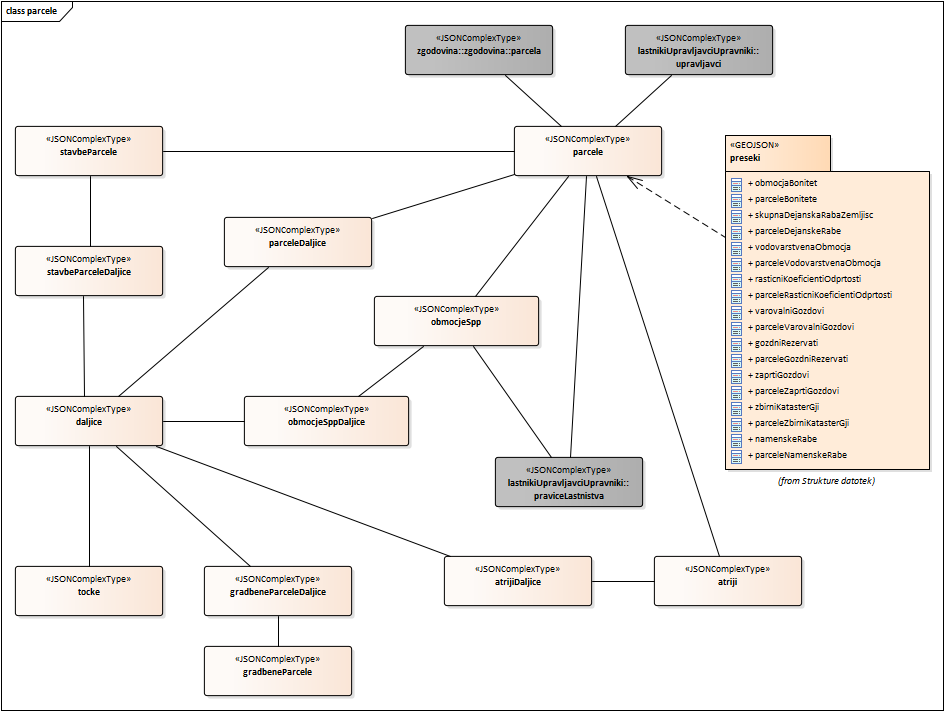 class parcele
«JSONComplexType»
zgodovina::zgodovina::parcela
«JSONComplexType»
lastnikiUpravljavciUpravniki::
upravljavci
«JSONComplexType»
stavbeParcele
«JSONComplexType»
parcele
«GEOJSON»
preseki
+ obmocjaBonitet
+ parceleBonitete
+ skupnaDejanskaRabaZemljisc
+ parceleDejanskeRabe
+ vodovarstvenaObmocja
+ parceleVodovarstvenaObmocja
+ rasticniKoeficientiOdprtosti
+ parceleRasticniKoeficientiOdprtosti
+ varovalniGozdovi
+ parceleVarovalniGozdovi
+ gozdniRezervati
+ parceleGozdniRezervati
+ zaprtiGozdovi
+ parceleZaprtiGozdovi
+ zbirniKatasterGji
+ parceleZbirniKatasterGji
+ namenskeRabe
+ parceleNamenskeRabe
(from Strukture datotek)
«JSONComplexType»
parceleDaljice
«JSONComplexType»
stavbeParceleDaljice
«JSONComplexType»
obmocjeSpp
«JSONComplexType»
daljice
«JSONComplexType»
obmocjeSppDaljice
«JSONComplexType»
lastnikiUpravljavciUpravniki::
praviceLastnistva
«JSONComplexType»
tocke
«JSONComplexType»
gradbeneParceleDaljice
«JSONComplexType»
atrijiDaljice
«JSONComplexType»
atriji
«JSONComplexType»
gradbeneParcele